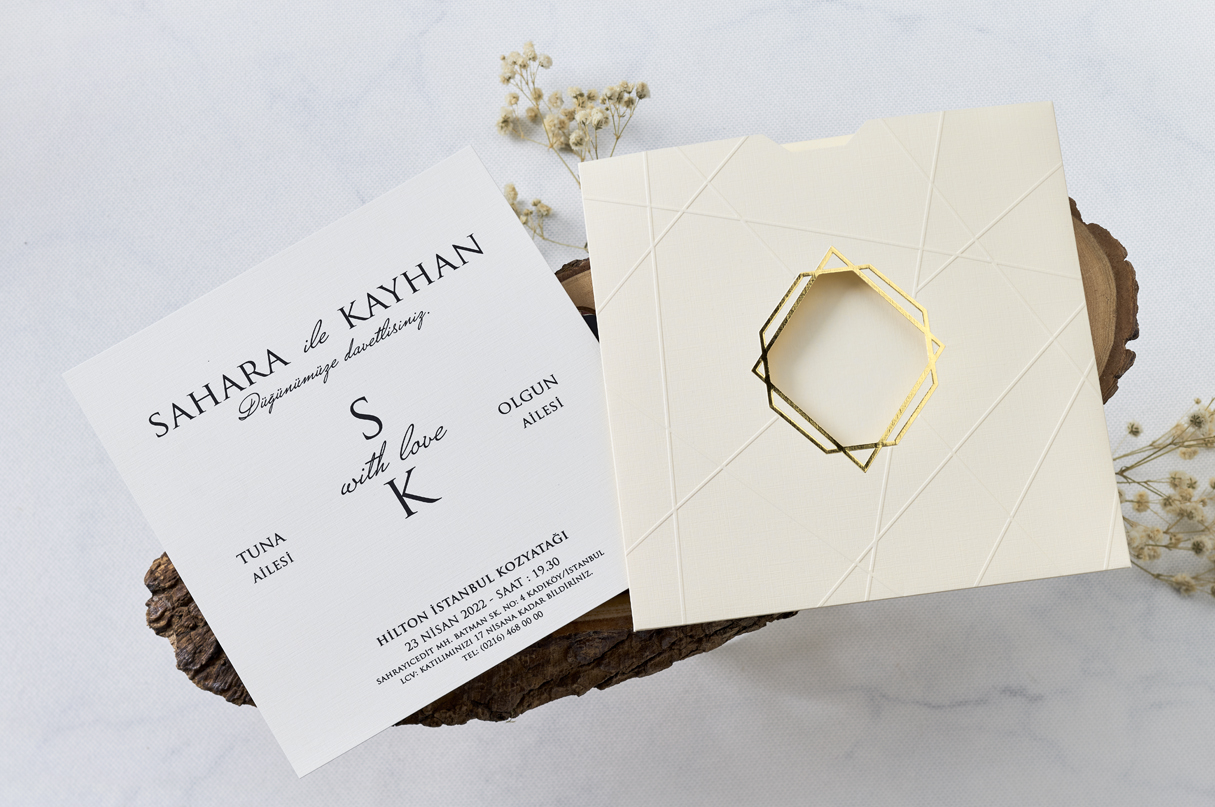 SAHARA ile KAYHAN
Düğünümüze davetlisiniz.
S
with love
K
OLGUN
AİLESİ
TUNA
AİLESİ
HİLTON İSTANBUL KOZYATAĞI
23 NİSAN 2022 - SAAT : 19.30
SAHRAYICEDİT MH. BATMAN SK. NO: 4 KADIKÖY/İSTANBUL
LCV: KATILIMINIZI 17 NİSANA KADAR BİLDİRİNİZ.
TEL: (0216) 468 00 00